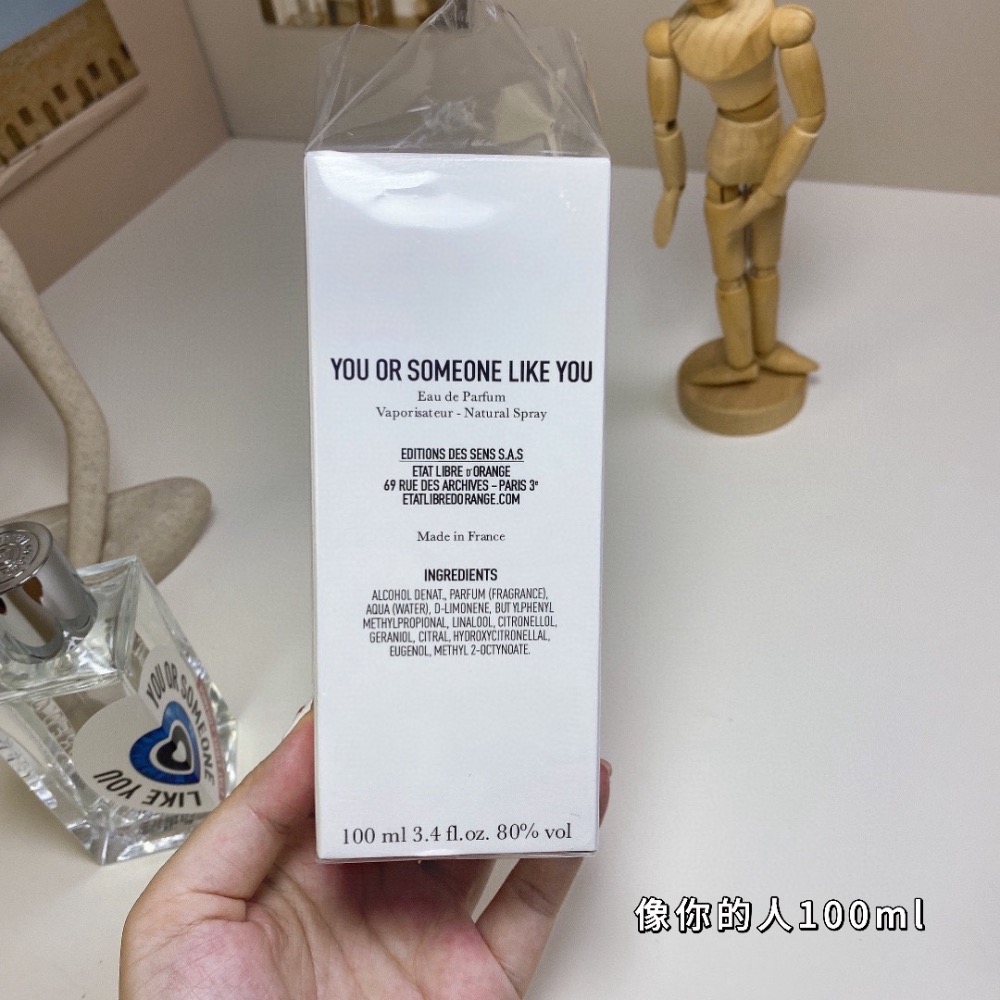 YOU OR SOMEONE LIKE YOU
Eau de Parfum
Vaporisateur - Natural Spray
EDITIONS DES SENS S.A.S
ETAT LIBRE D'ORANGE
69 RUE DES ARCHIVES - PARIS 3e
ETATLIBREDORANGE.COM
Made in France
INGREDIENTS
ALCOHOL DENAT., PARFUM (FRAGRANCE),
AQUA (WATER), D-LIMONENE, BUTYLPHENYL
METHYLPROPIONAL, LINALOOL, CITRONELLOL,
GERANIOL, CITRAL, HYDROXYCITRONELLAL,
EUGENOL, METHYL 2-OCTYNOATE.
100 ml 3.4 fl.oz. 80% vol
YOU OR SOMEONE
LIKE YOU
像你的人100ml